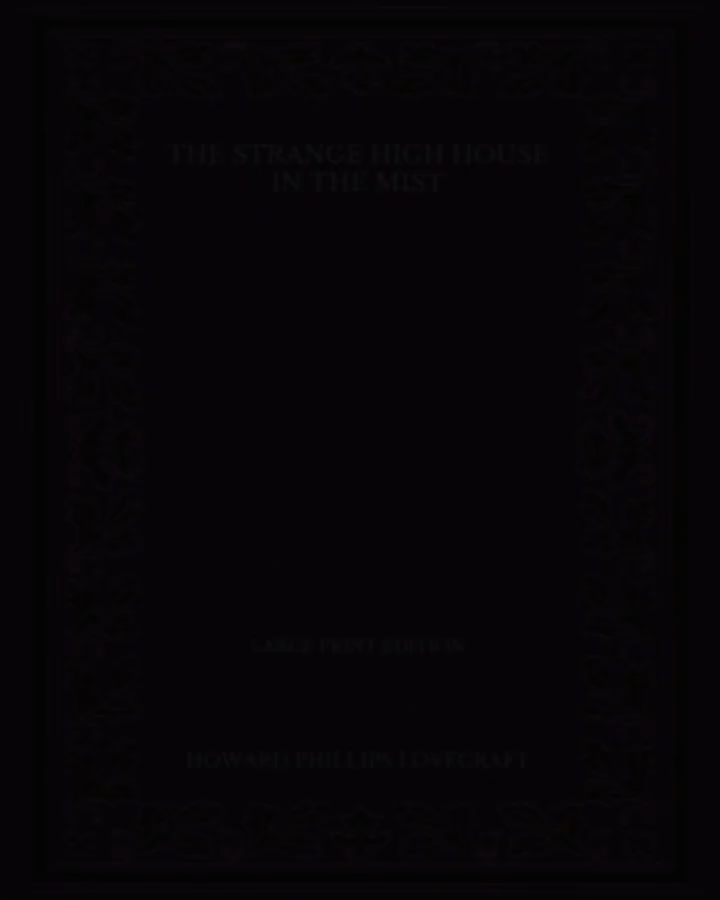 THE STRANGE HIGH HOUSE
IN THE MIST
LARGE PRINT EDITION
HOWARD PHILLIPS LOVECRAFT